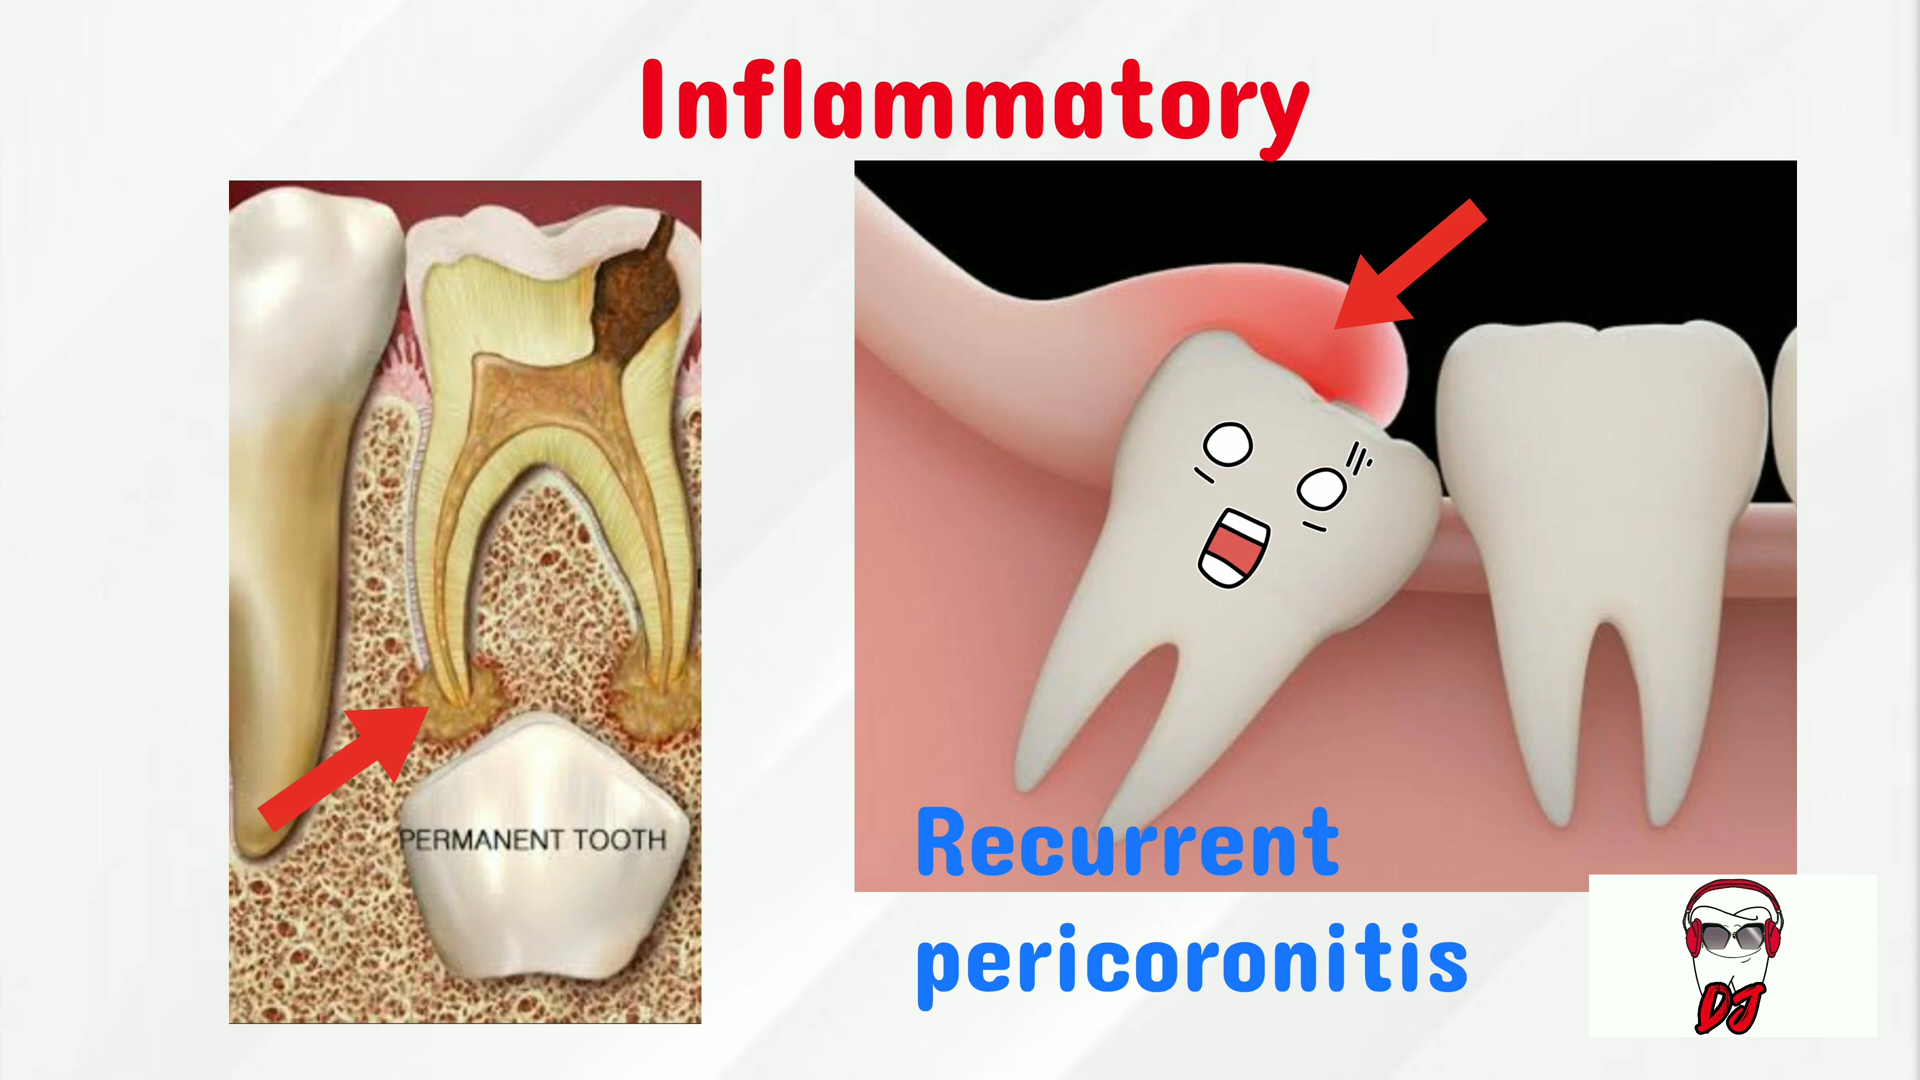 Inflammatory
PERMANENT TOOTH
Recurrent
pericoronitis
DJ